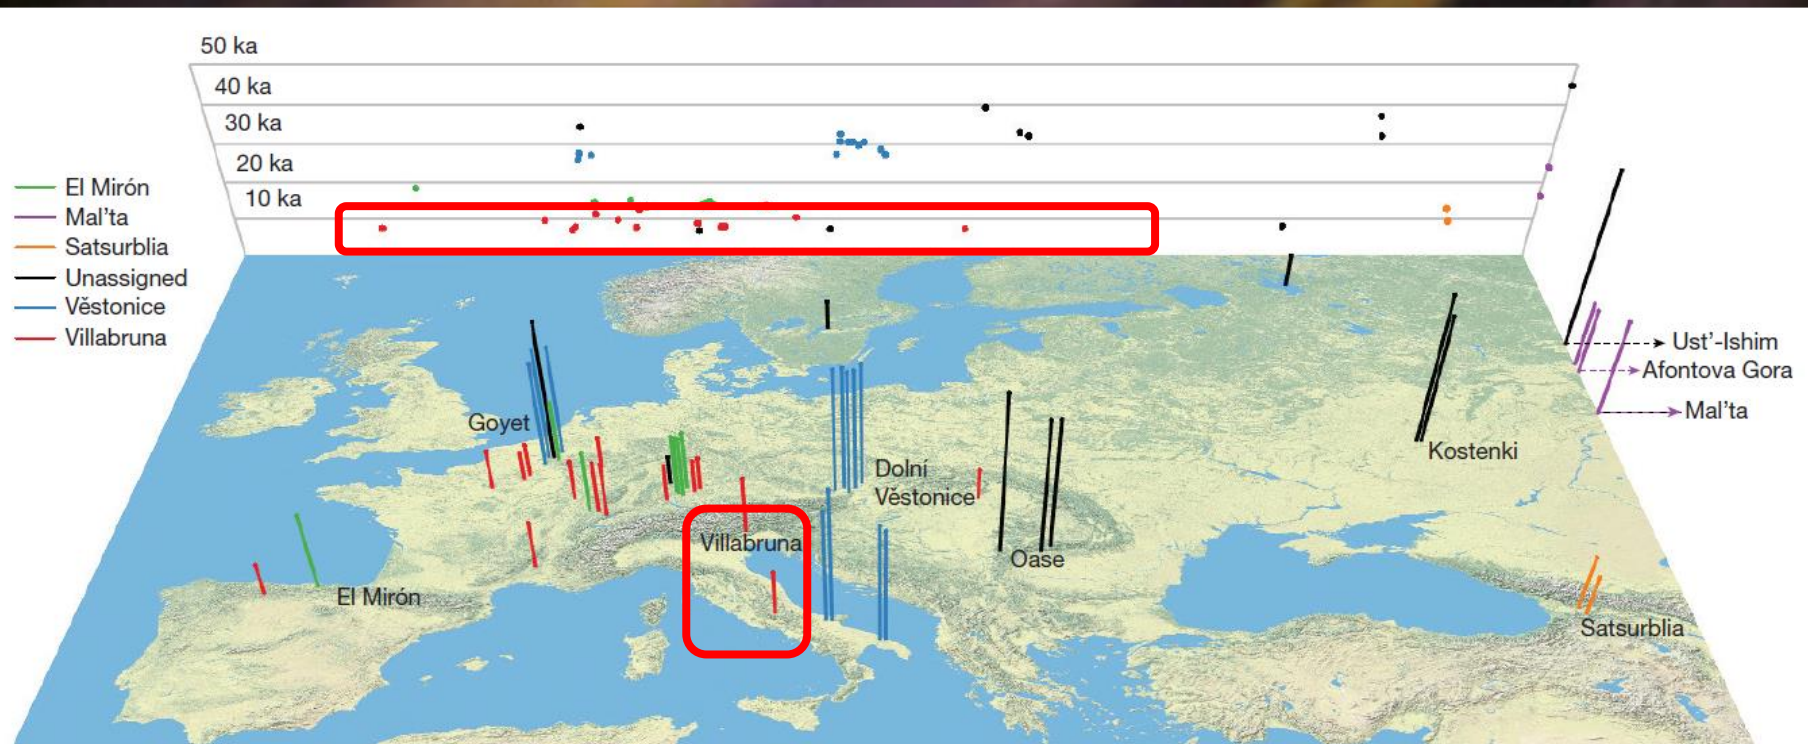 50 ka
40 ka
30 ka
20 ka
10 ka
El Mirón
Mal'ta
Satsurblia
Unassigned
Věstonice
Villabruna
Goyet
Dolní
Věstonice
Villabruna
El Mirón
Oase
Kostenki
Satsurblia
Ust'-Ishim
Afontova Gora
Mal'ta